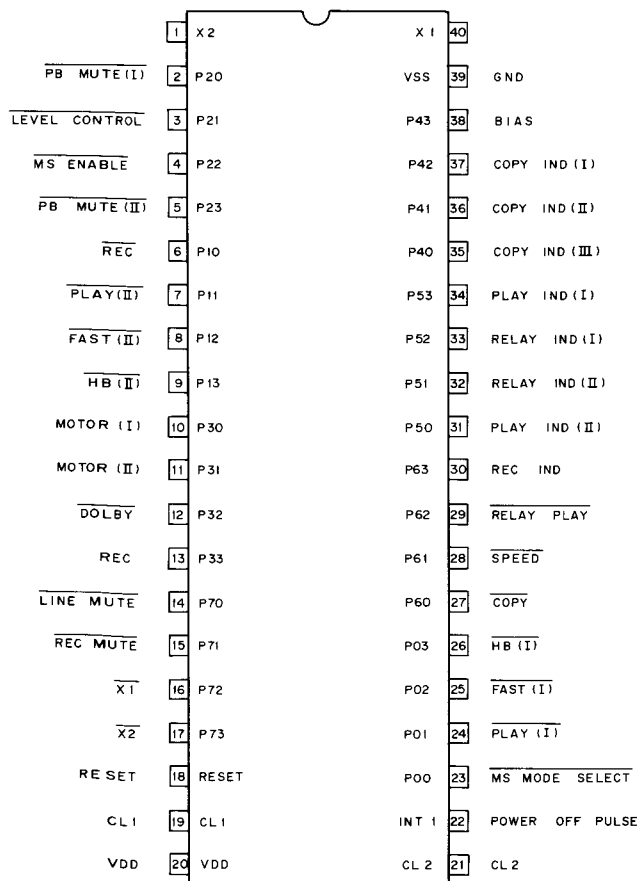 1 X2 X1 40
PB MUTE(I) 2 P20 VSS 39 GND
LEVEL CONTROL 3 P21 P43 38 BIAS
MS ENABLE 4 P22 P42 37 COPY IND(I)
PB MUTE(II) 5 P23 P41 36 COPY IND(II)
REC 6 P10 P40 35 COPY IND(III)
PLAY(II) 7 P11 P53 34 PLAY IND(I)
FAST(II) 8 P12 P52 33 RELAY IND(I)
HB(II) 9 P13 P51 32 RELAY IND(II)
MOTOR (I) 10 P30 P50 31 PLAY IND(II)
MOTOR (II) 11 P31 P63 30 REC IND
DOLBY 12 P32 P62 29 RELAY PLAY
REC 13 P33 P61 28 SPEED
LINE MUTE 14 P70 P60 27 COPY
REC MUTE 15 P71 P03 26 HB(I)
X1 16 P72 P02 25 FAST(I)
X2 17 P73 P01 24 PLAY(I)
RESET 18 RESET P00 23 MS MODE SELECT
CL1 19 CL1 INT 1 22 POWER OFF PULSE
VDD 20 VDD CL2 21 CL2